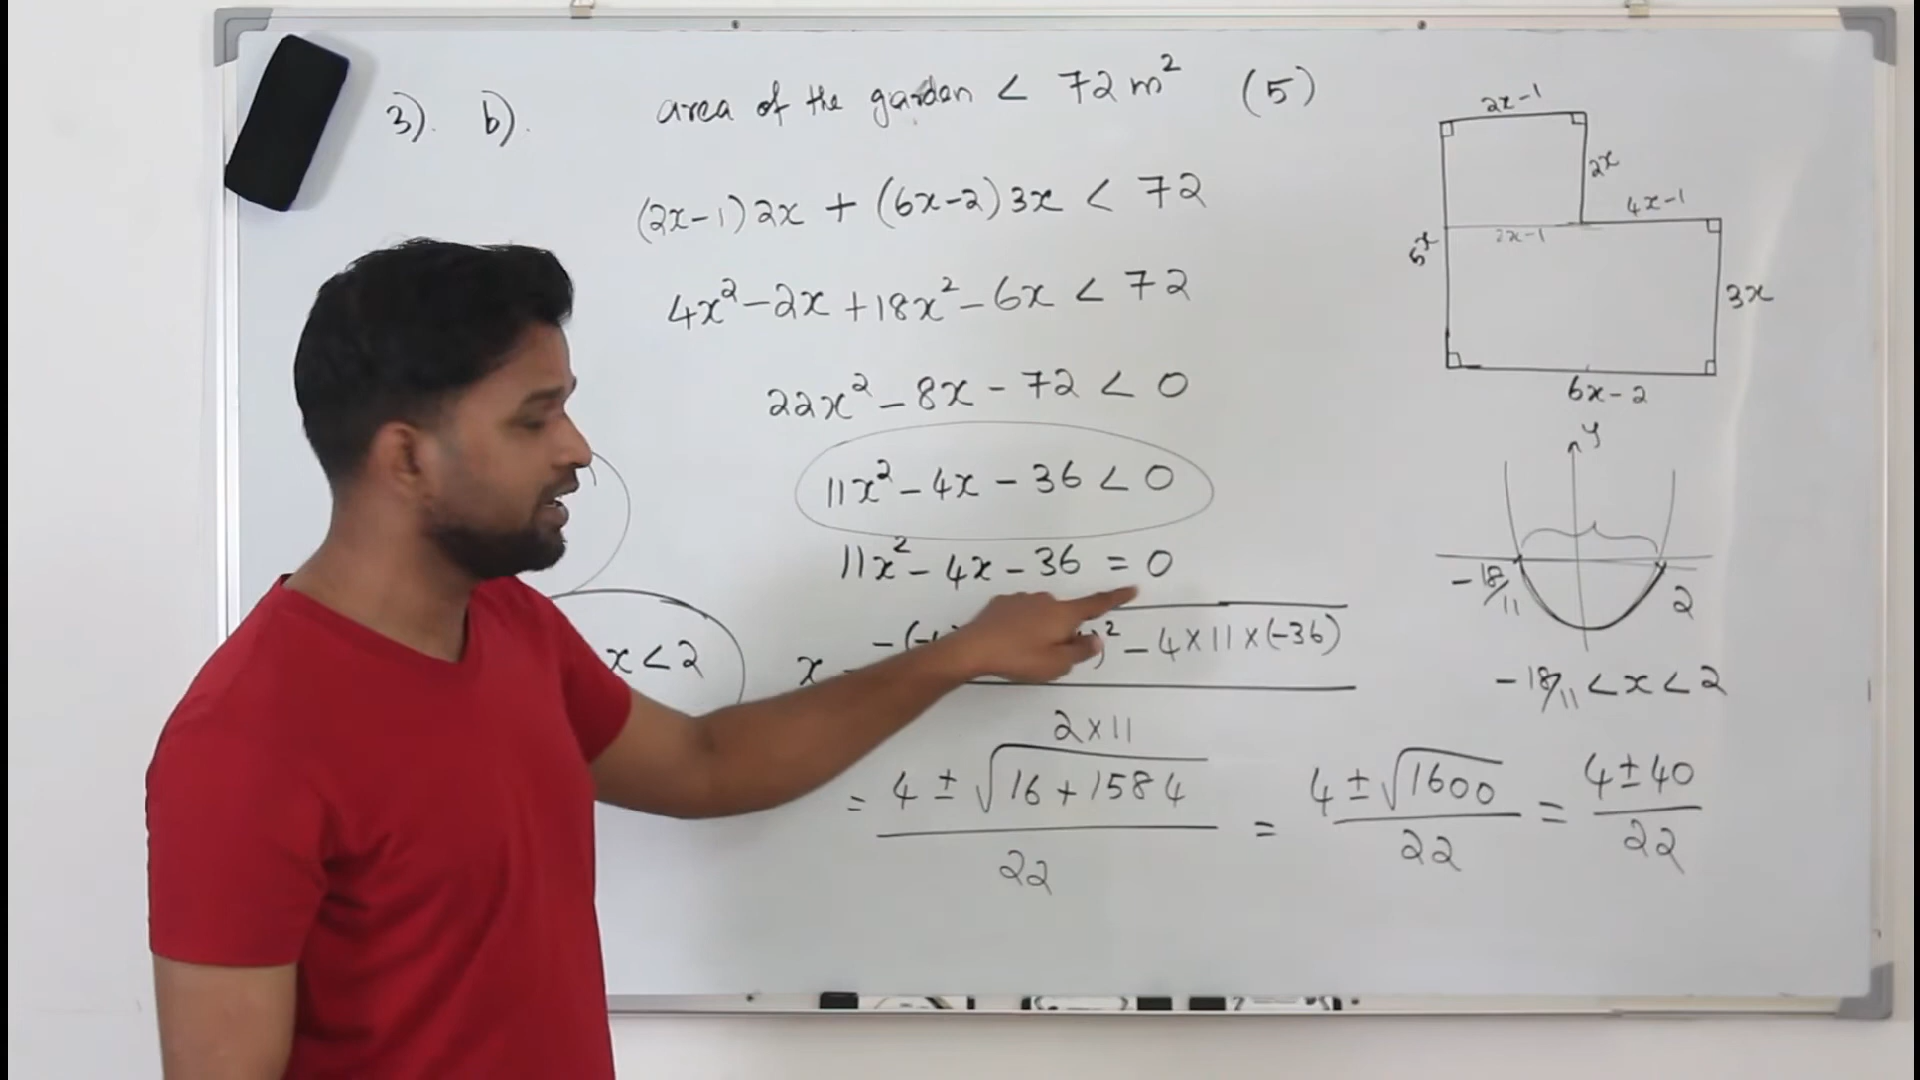 3). b). area of the garden < 72 m² (5)
(2x-1)2x + (6x-2)3x < 72
4x² - 2x + 18x² - 6x < 72
22x² - 8x - 72 < 0
11x² - 4x - 36 < 0
11x² - 4x - 36 = 0
x )² - 4×11×(-36)
2×11
= 4 ± √16 + 1584 / 22 = 4 ± √1600 / 22 = 4 ± 40 / 22
x < 2
2x-1
2x
4x-1
2x-1
3x
6x-2
y
-18/11
2
-18/11 < x < 2